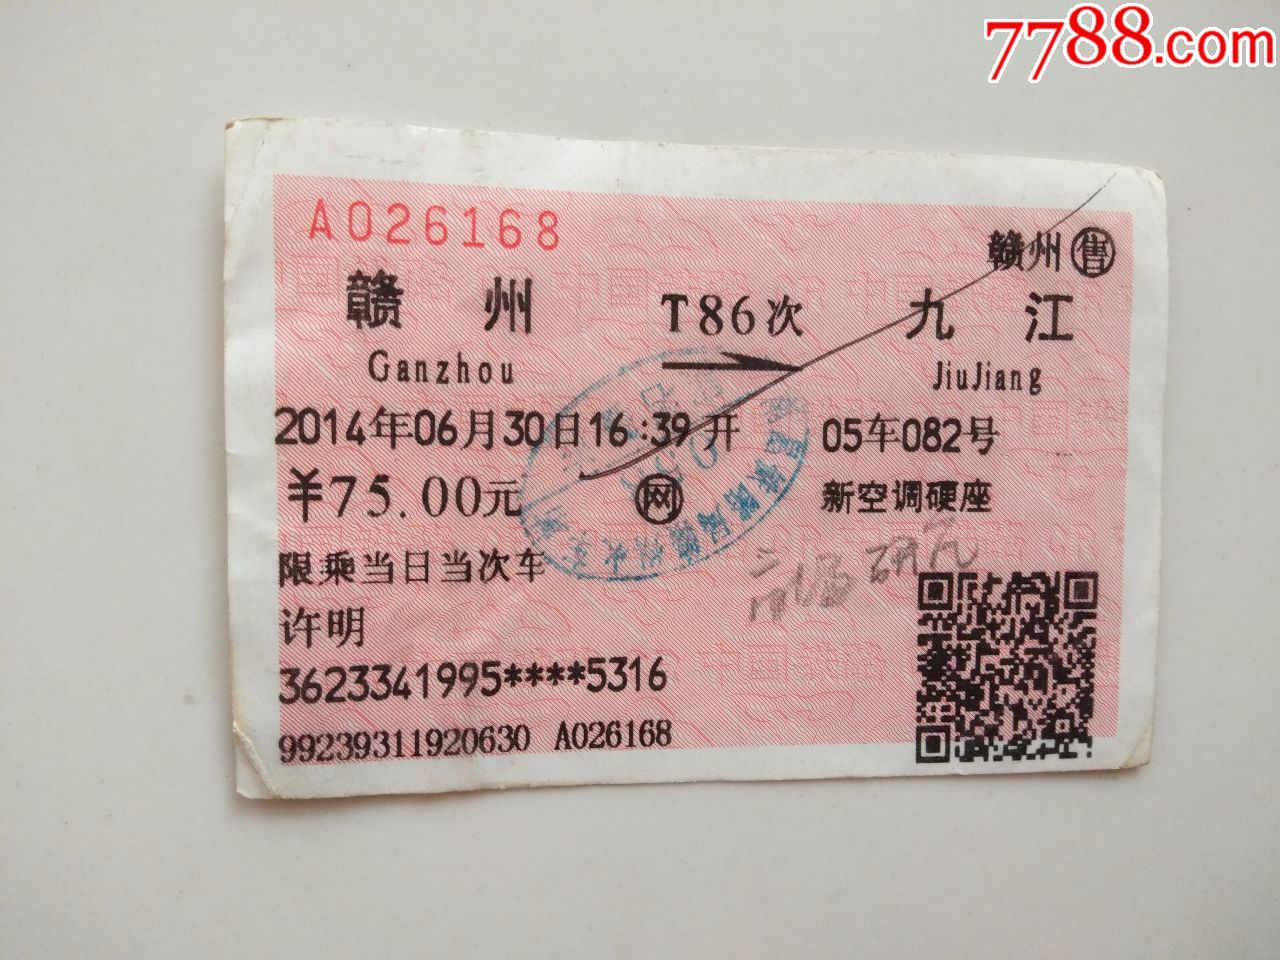 7788.com
A026168
赣州售
赣州 T86次 九江
Ganzhou JiuJiang
2014年06月30日16:39开 05车082号
¥75.00元 网 新空调硬座
限乘当日当次车
许明
3623341995****5316
99239311920630 A026168